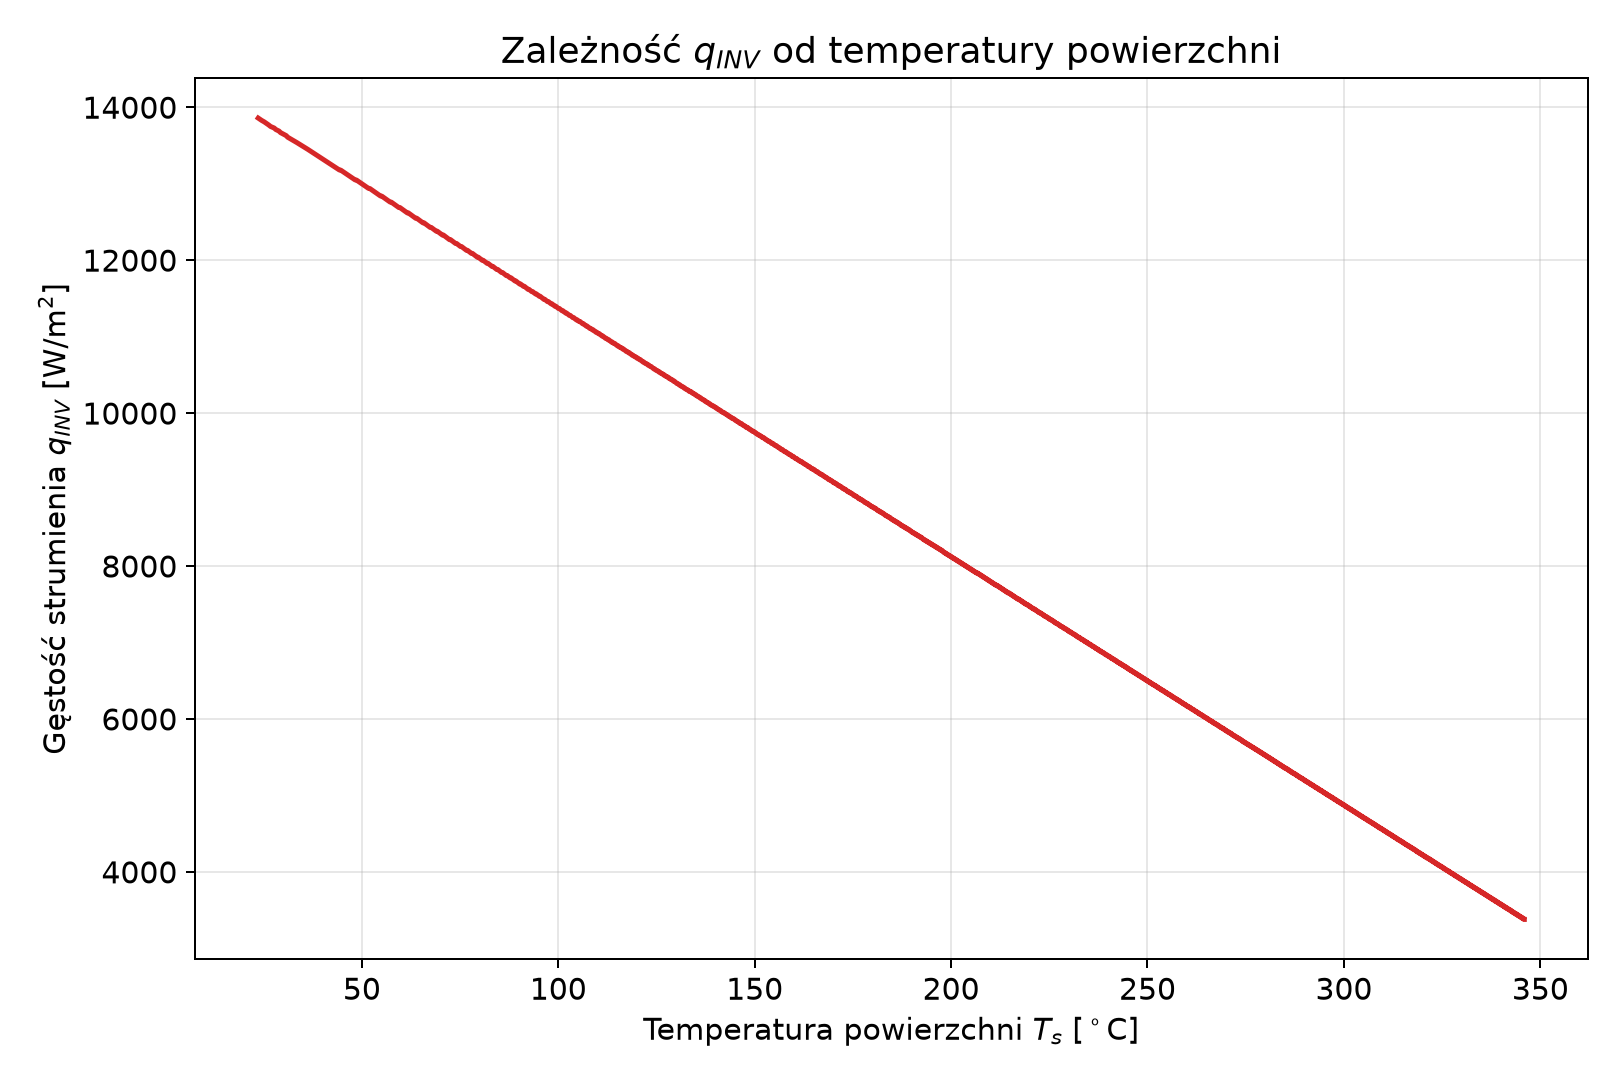 Zależność q_INV od temperatury powierzchni
Gęstość strumienia q_INV [W/m²]
14000
12000
10000
8000
6000
4000
50 100 150 200 250 300 350
Temperatura powierzchni T_s [°C]